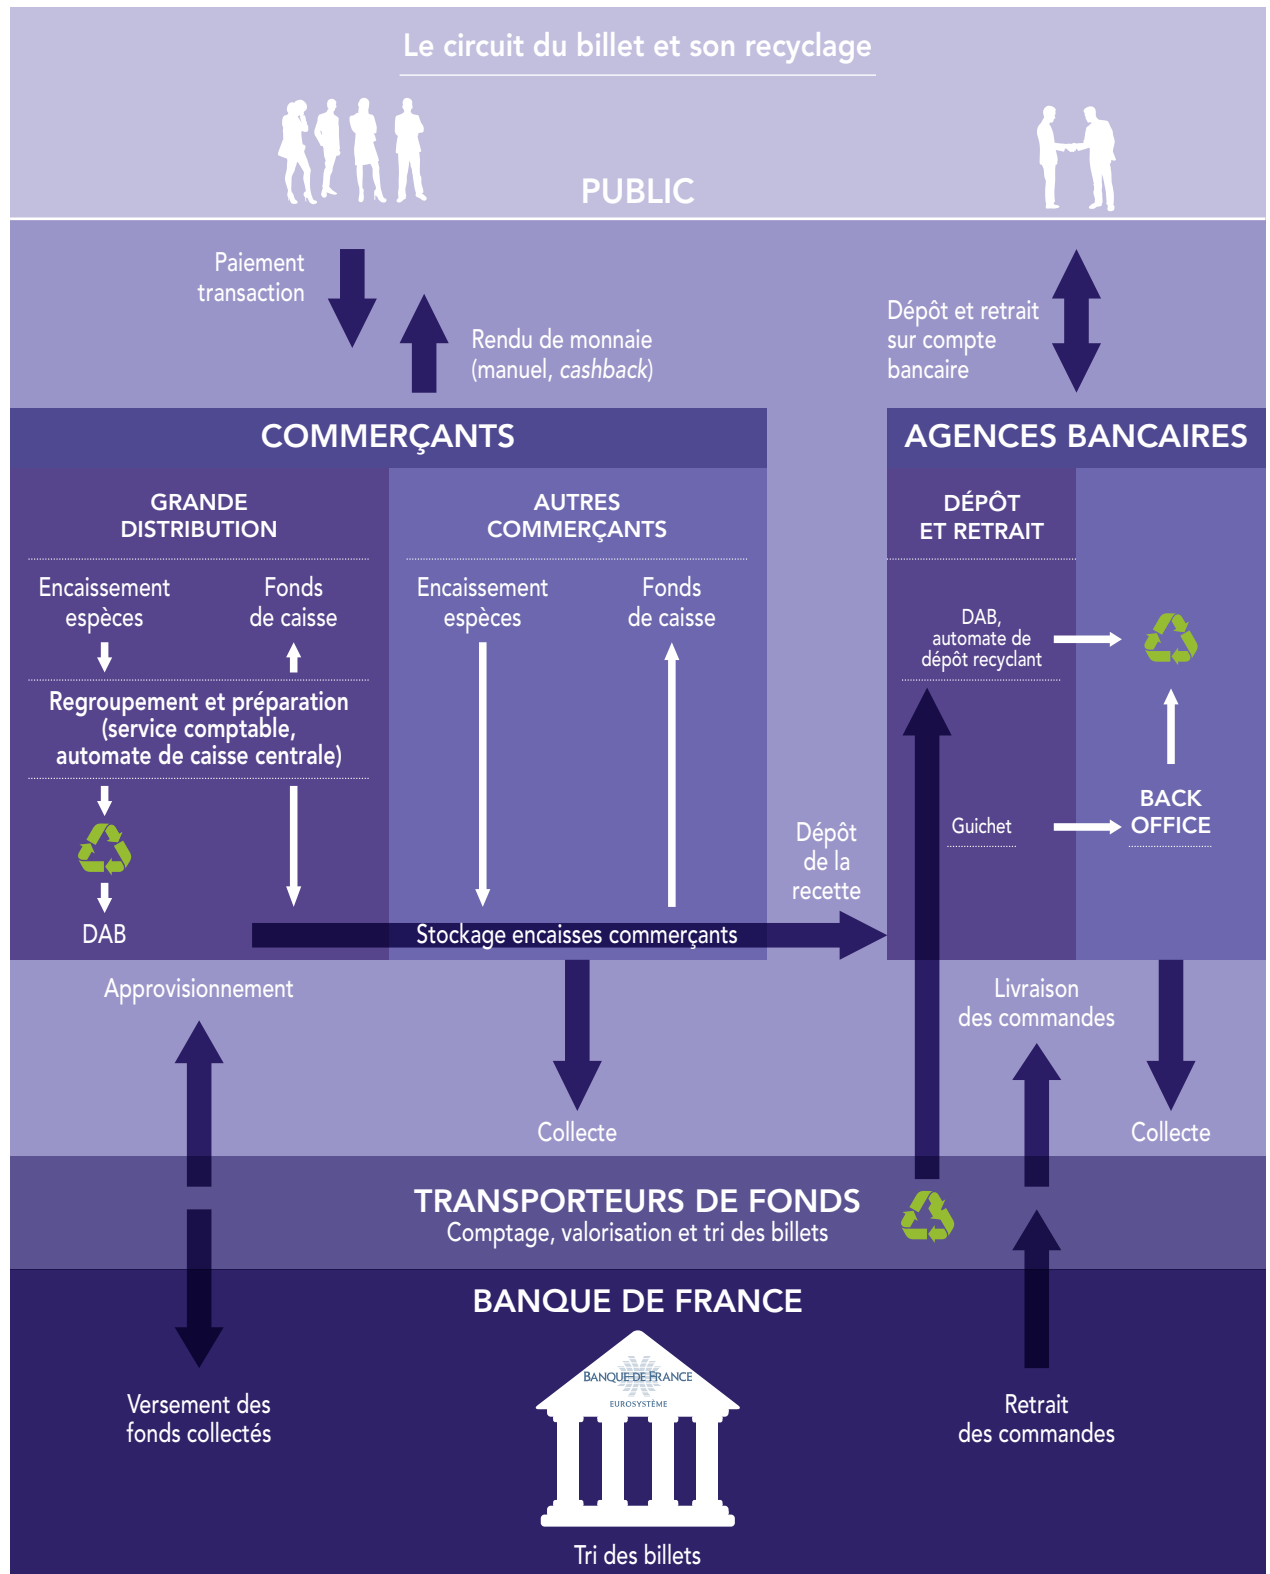 Le circuit du billet et son recyclage
PUBLIC
Paiement
transaction
Rendu de monnaie
(manuel, cashback)
Dépôt et retrait
sur compte
bancaire
COMMERÇANTS
GRANDE
DISTRIBUTION
Encaissement
espèces
Fonds
de caisse
Regroupement et préparation
(service comptable,
automate de caisse centrale)
DAB
AUTRES
COMMERÇANTS
Encaissement
espèces
Fonds
de caisse
Stockage encaisses commerçants
Dépôt
de la
recette
AGENCES BANCAIRES
DÉPÔT
ET RETRAIT
DAB,
automate de
dépôt recyclant
Guichet
BACK
OFFICE
Approvisionnement
Collecte
Livraison
des commandes
Collecte
TRANSPORTEURS DE FONDS
Comptage, valorisation et tri des billets
BANQUE DE FRANCE
BANQUE DE FRANCE
EUROSYSTÈME
Versement des
fonds collectés
Retrait
des commandes
Tri des billets